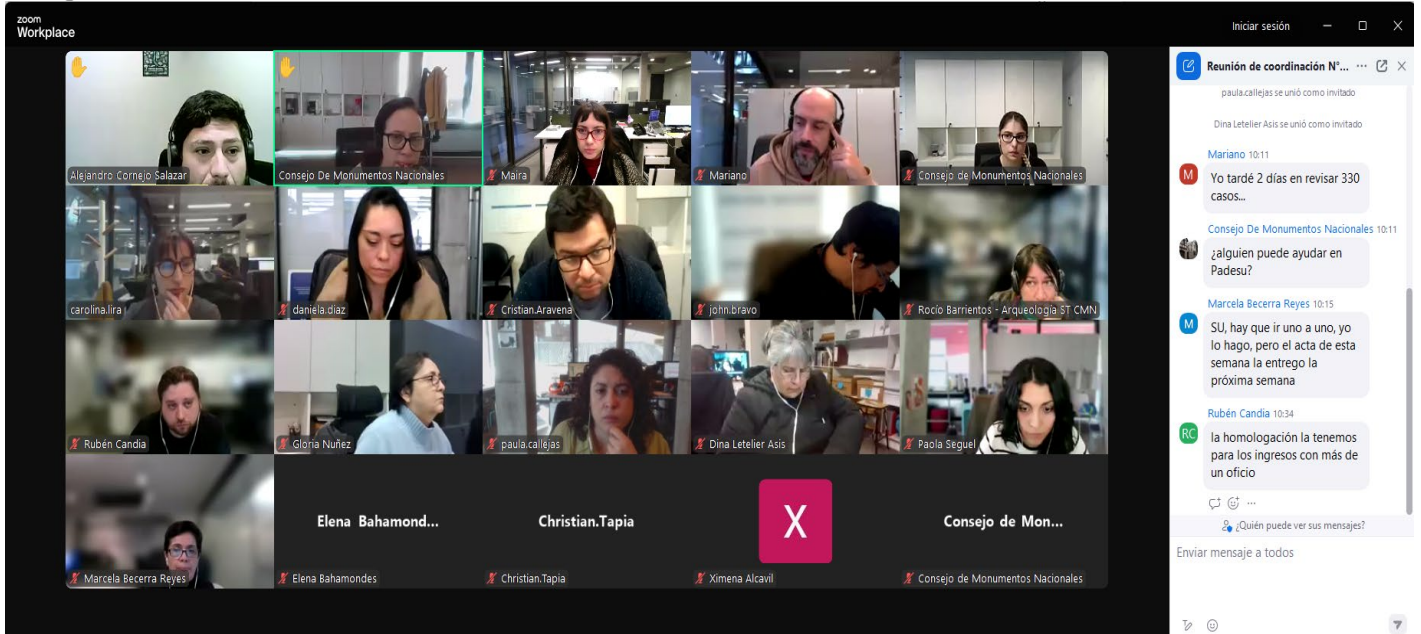 zoom
Workplace
Iniciar sesión
Alejandro Cornejo Salazar
Consejo De Monumentos Nacionales
Maira
Mariano
Consejo de Monumentos Nacionales
carolina.lira
daniela.diaz
Cristian.Aravena
john.bravo
Rocío Barrientos - Arqueología ST CMN
Rubén Candia
Gloria Nuñez
paula.callejas
Dina Letelier Asis
Paola Seguel
Marcela Becerra Reyes
Elena Bahamond...
Elena Bahamondes
Christian.Tapia
Christian.Tapia
X
Ximena Alcavil
Consejo de Mon...
Consejo de Monumentos Nacionales
Reunión de coordinación N°...
paula.callejas se unió como invitado
Dina Letelier Asis se unió como invitado
Mariano 10:11
M
Yo tardé 2 días en revisar 330
casos...
Consejo De Monumentos Nacionales 10:11
¿alguien puede ayudar en
Padesu?
Marcela Becerra Reyes 10:15
M
SU, hay que ir uno a uno, yo
lo hago, pero el acta de esta
semana la entrego la
próxima semana
Rubén Candia 10:34
RC
la homologación la tenemos
para los ingresos con más de
un oficio
¿Quién puede ver sus mensajes?
Enviar mensaje a todos